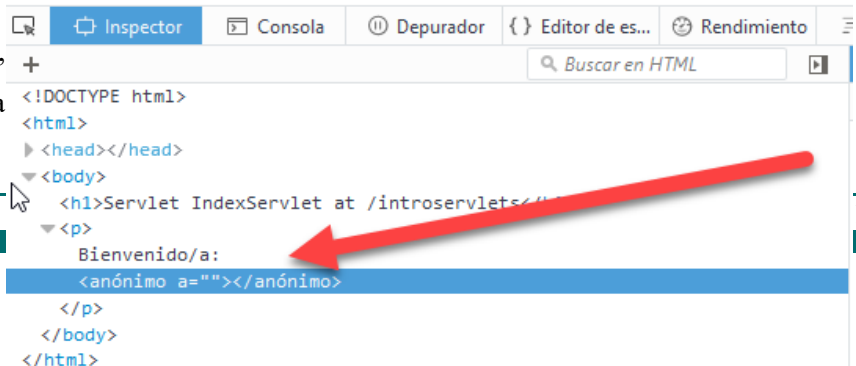 Inspector Consola Depurador { } Editor de es... Rendimiento
+ Buscar en HTML
<!DOCTYPE html>
<html>
<head></head>
<body>
<h1>Servlet IndexServlet at /introservlets</h
<p>
Bienvenido/a:
<anónimo a=""></anónimo>
</p>
</body>
</html>